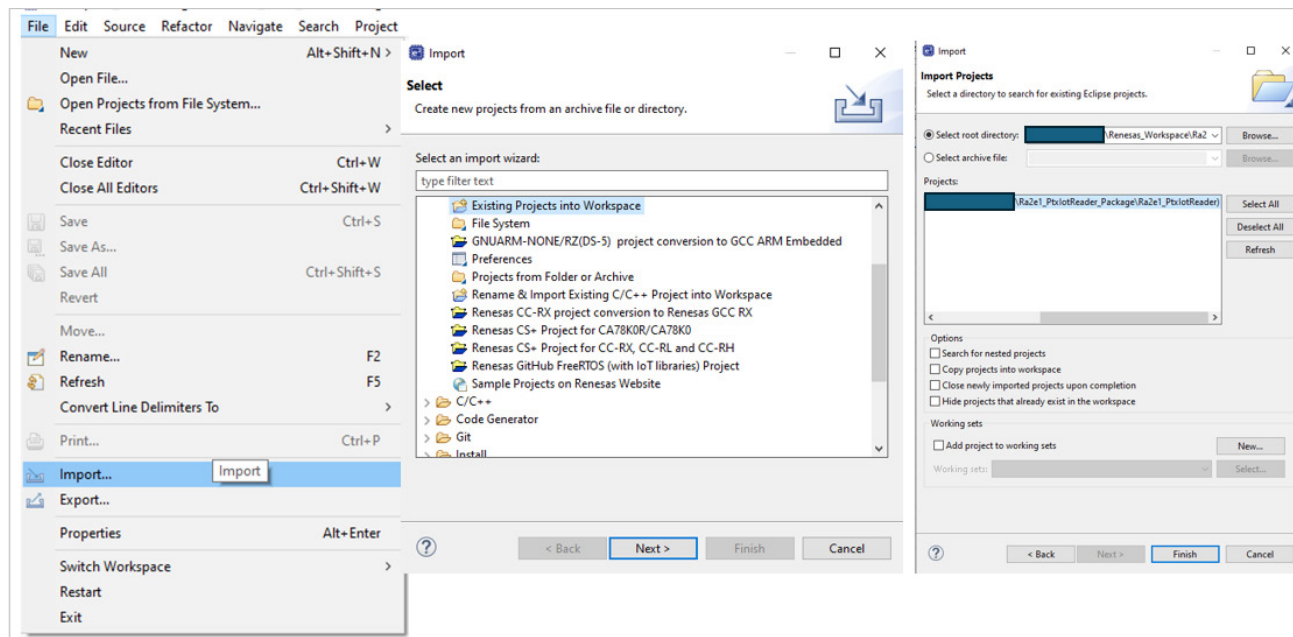 File Edit Source Refactor Navigate Search Project
New Alt+Shift+N >
Open File...
Open Projects from File System...
Recent Files >
Close Editor Ctrl+W
Close All Editors Ctrl+Shift+W
Save Ctrl+S
Save As...
Save All Ctrl+Shift+S
Revert
Move...
Rename... F2
Refresh F5
Convert Line Delimiters To >
Print... Ctrl+P
Import... Import
Export...
Properties Alt+Enter
Switch Workspace >
Restart
Exit
Import
Select
Create new projects from an archive file or directory.
Select an import wizard:
type filter text
Existing Projects into Workspace
File System
GNUARM-NONE/RZ(DS-5) project conversion to GCC ARM Embedded
Preferences
Projects from Folder or Archive
Rename & Import Existing C/C++ Project into Workspace
Renesas CC-RX project conversion to Renesas GCC RX
Renesas CS+ Project for CA78K0R/CA78K0
Renesas CS+ Project for CC-RX, CC-RL and CC-RH
Renesas GitHub FreeRTOS (with IoT libraries) Project
Sample Projects on Renesas Website
> C/C++
> Code Generator
> Git
> Install
? < Back Next > Finish Cancel
Import
Import Projects
Select a directory to search for existing Eclipse projects.
Select root directory: \Renesas_Workspace\Ra2 Browse...
Select archive file: Browse...
Projects:
\Ra2e1_PtxIotReader_Package\Ra2e1_PtxIotReader) Select All
Deselect All
Refresh
Options
Search for nested projects
Copy projects into workspace
Close newly imported projects upon completion
Hide projects that already exist in the workspace
Working sets
Add project to working sets New...
Working sets: Select...
? < Back Next > Finish Cancel